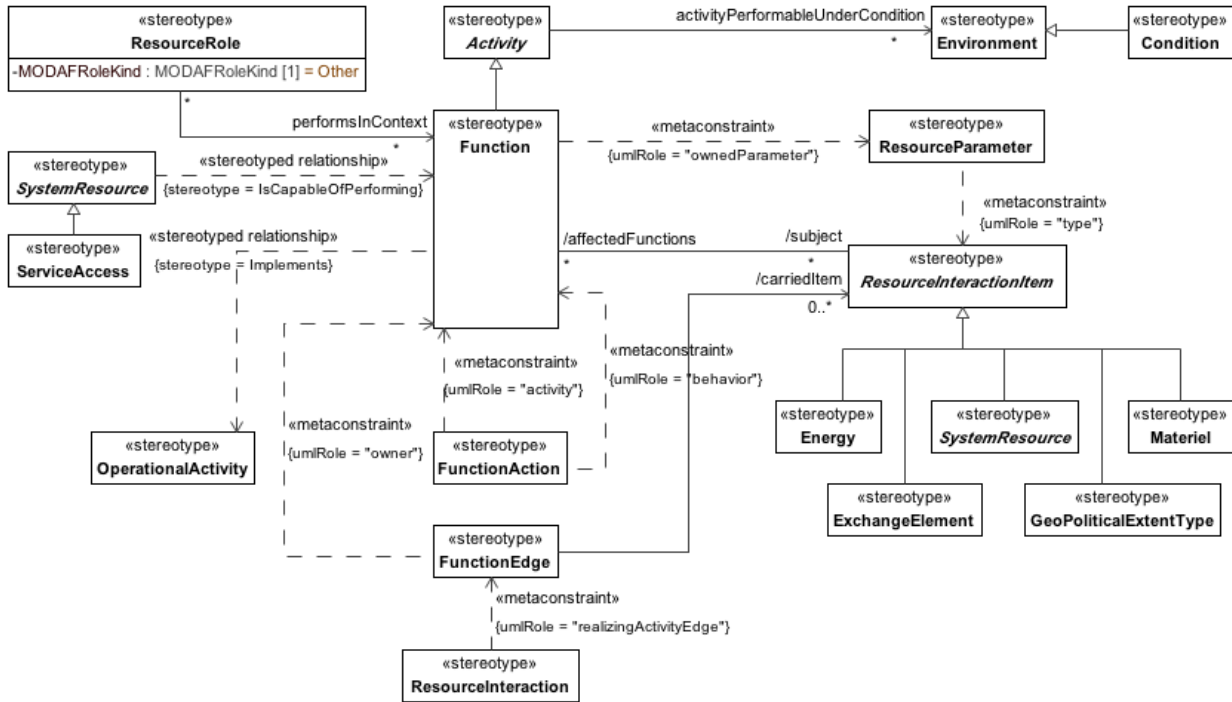 «stereotype»
ResourceRole
-MODAFRoleKind : MODAFRoleKind [1] = Other
*
«stereotype»
Activity
activityPerformableUnderCondition
*
«stereotype»
Environment
«stereotype»
Condition
performsInContext
*
«stereotype»
Function
«metaconstraint»
{umlRole = "ownedParameter"}
«stereotype»
ResourceParameter
«stereotype»
SystemResource
«stereotyped relationship»
{stereotype = IsCapableOfPerforming}
«metaconstraint»
{umlRole = "type"}
«stereotype»
ServiceAccess
«stereotyped relationship»
{stereotype = Implements}
/affectedFunctions
*
/subject
*
«stereotype»
ResourceInteractionItem
/carriedItem
0..*
«metaconstraint»
{umlRole = "activity"}
«metaconstraint»
{umlRole = "behavior"}
«metaconstraint»
{umlRole = "owner"}
«stereotype»
OperationalActivity
«stereotype»
FunctionAction
«stereotype»
Energy
«stereotype»
SystemResource
«stereotype»
Materiel
«stereotype»
ExchangeElement
«stereotype»
GeoPoliticalExtentType
«stereotype»
FunctionEdge
«metaconstraint»
{umlRole = "realizingActivityEdge"}
«stereotype»
ResourceInteraction